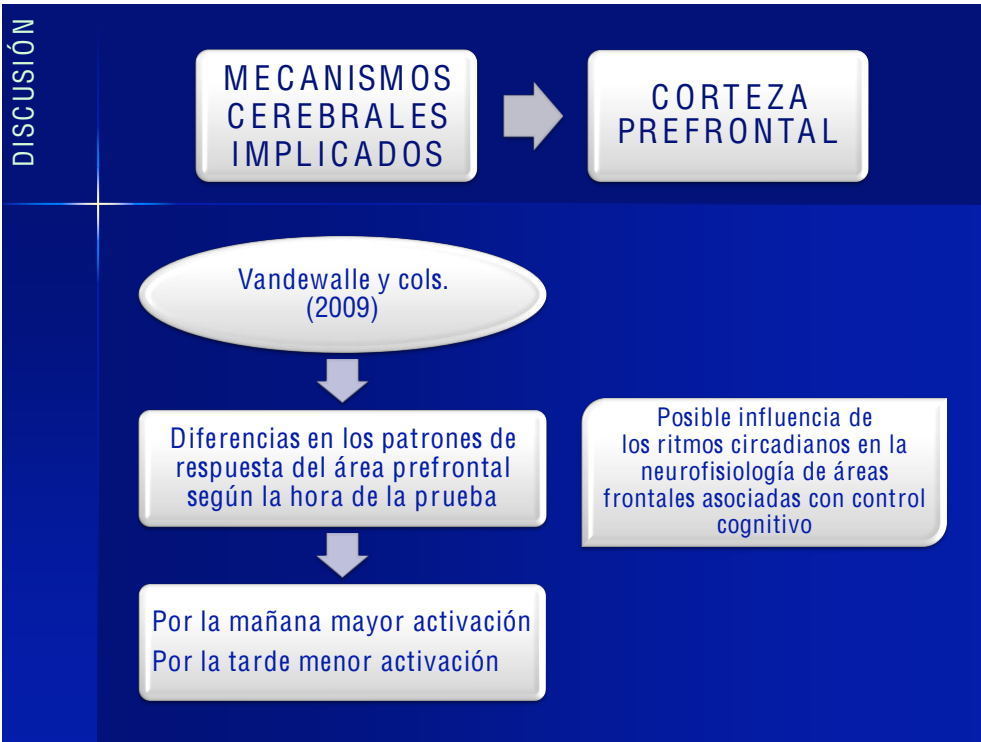 DISCUSIÓN
MECANISMOS
CEREBRALES
IMPLICADOS
CORTEZA
PREFRONTAL
Vandewalle y cols.
(2009)
Diferencias en los patrones de
respuesta del área prefrontal
según la hora de la prueba
Posible influencia de
los ritmos circadianos en la
neurofisiología de áreas
frontales asociadas con control
cognitivo
Por la mañana mayor activación
Por la tarde menor activación